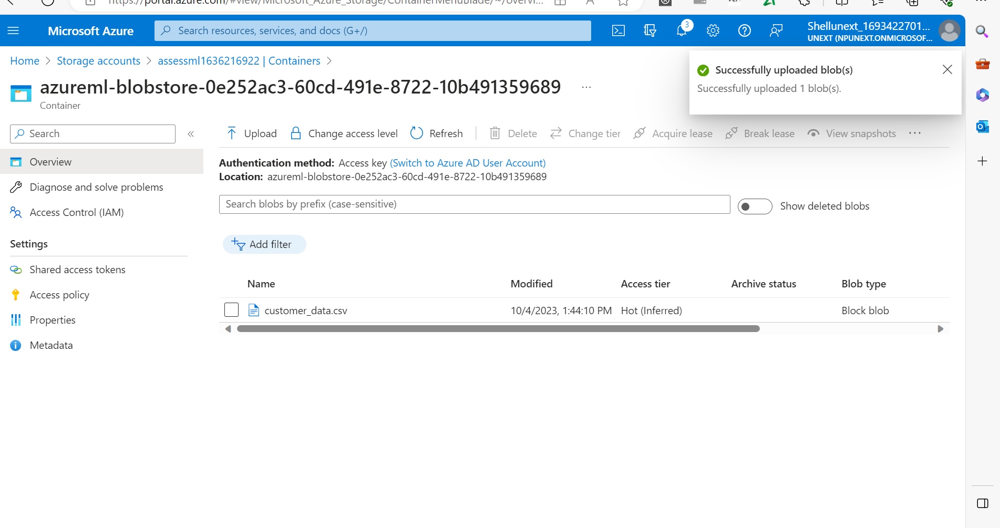 https://portal.azure.com/#view/Microsoft_Azure_Storage/ContainerMenuBlade/~/overvi...
Microsoft Azure
Search resources, services, and docs (G+/)
3
Shellunext_1693422701...
UNEXT (NPUNEXT.ONMICROSOF...
Home > Storage accounts > assessml1636216922 | Containers >
Successfully uploaded blob(s)
Successfully uploaded 1 blob(s).
azureml-blobstore-0e252ac3-60cd-491e-8722-10b491359689 ...
Container
Search
«
Upload
Change access level
Refresh
Delete
Change tier
Acquire lease
Break lease
View snapshots
...
Overview
Diagnose and solve problems
Access Control (IAM)
Settings
Shared access tokens
Access policy
Properties
Metadata
Authentication method: Access key (Switch to Azure AD User Account)
Location: azureml-blobstore-0e252ac3-60cd-491e-8722-10b491359689
Search blobs by prefix (case-sensitive)
Show deleted blobs
Add filter
Name Modified Access tier Archive status Blob type
customer_data.csv 10/4/2023, 1:44:10 PM Hot (Inferred) Block blob